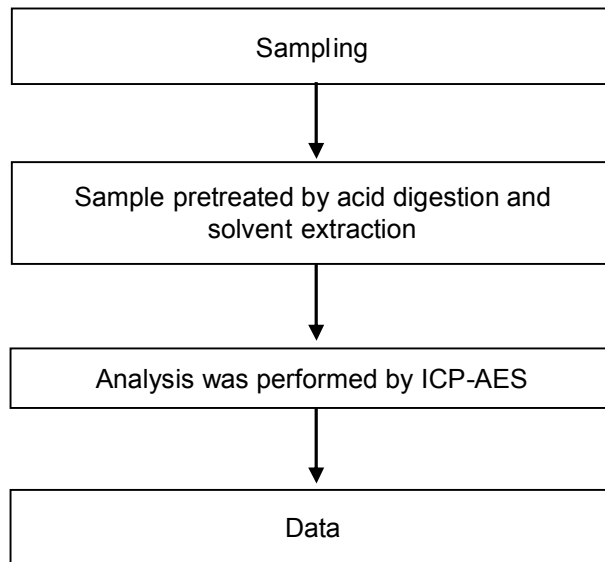 Sampling
Sample pretreated by acid digestion and
solvent extraction
Analysis was performed by ICP-AES
Data